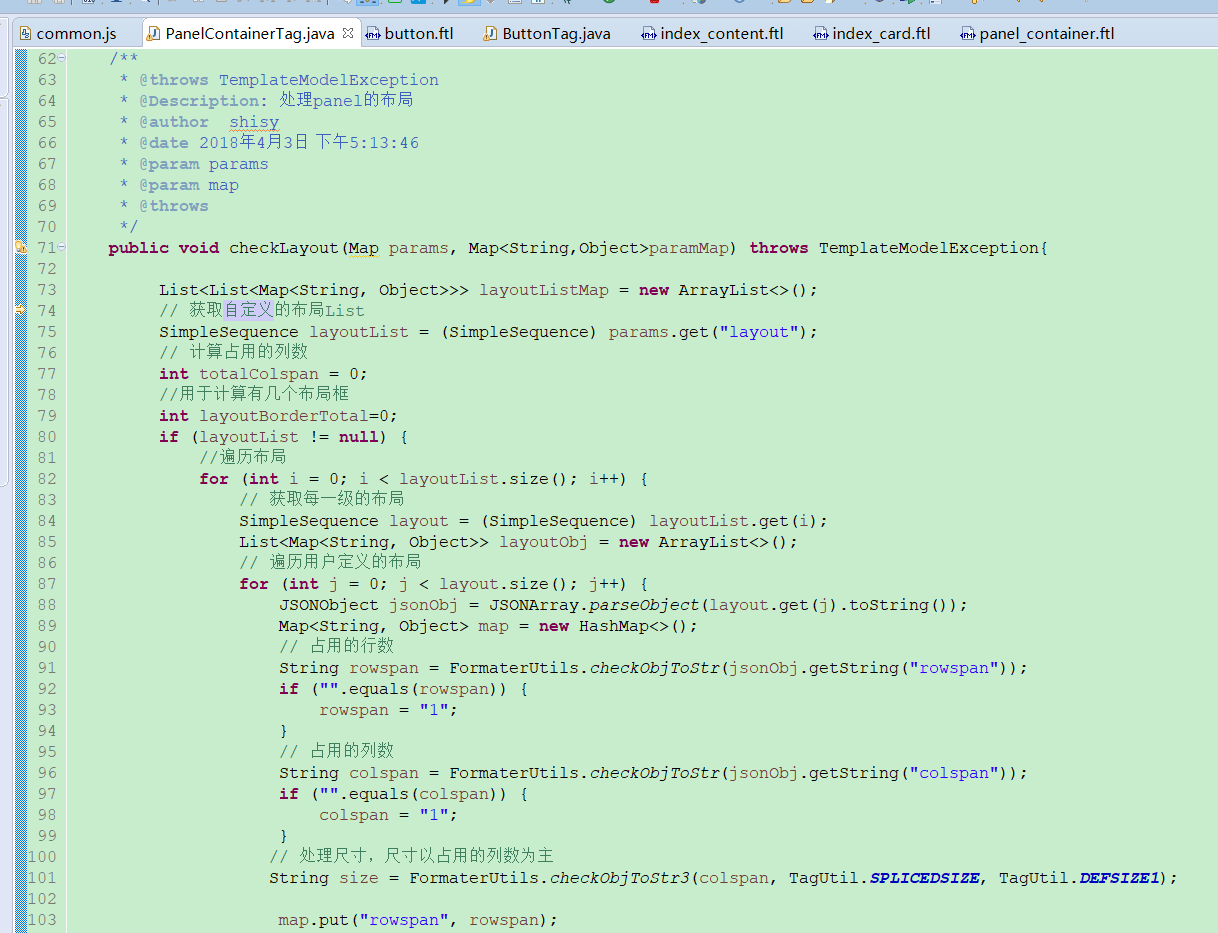 common.js PanelContainerTag.java button.ftl ButtonTag.java index_content.ftl index_card.ftl panel_container.ftl
62 /**
63 * @throws TemplateModelException
64 * @Description: 处理panel的布局
65 * @author shisy
66 * @date 2018年4月3日 下午5:13:46
67 * @param params
68 * @param map
69 * @throws
70 */
71 public void checkLayout(Map params, Map<String,Object>paramMap) throws TemplateModelException{
72
73 List<List<Map<String, Object>>> layoutListMap = new ArrayList<>();
74 // 获取自定义的布局List
75 SimpleSequence layoutList = (SimpleSequence) params.get("layout");
76 // 计算占用的列数
77 int totalColspan = 0;
78 //用于计算有几个布局框
79 int layoutBorderTotal=0;
80 if (layoutList != null) {
81 //遍历布局
82 for (int i = 0; i < layoutList.size(); i++) {
83 // 获取每一级的布局
84 SimpleSequence layout = (SimpleSequence) layoutList.get(i);
85 List<Map<String, Object>> layoutObj = new ArrayList<>();
86 // 遍历用户定义的布局
87 for (int j = 0; j < layout.size(); j++) {
88 JSONObject jsonObj = JSONArray.parseObject(layout.get(j).toString());
89 Map<String, Object> map = new HashMap<>();
90 // 占用的行数
91 String rowspan = FormaterUtils.checkObjToStr(jsonObj.getString("rowspan"));
92 if ("".equals(rowspan)) {
93 rowspan = "1";
94 }
95 // 占用的列数
96 String colspan = FormaterUtils.checkObjToStr(jsonObj.getString("colspan"));
97 if ("".equals(colspan)) {
98 colspan = "1";
99 }
100 // 处理尺寸，尺寸以占用的列数为主
101 String size = FormaterUtils.checkObjToStr3(colspan, TagUtil.SPLICEDSIZE, TagUtil.DEFSIZE1);
102
103 map.put("rowspan", rowspan);